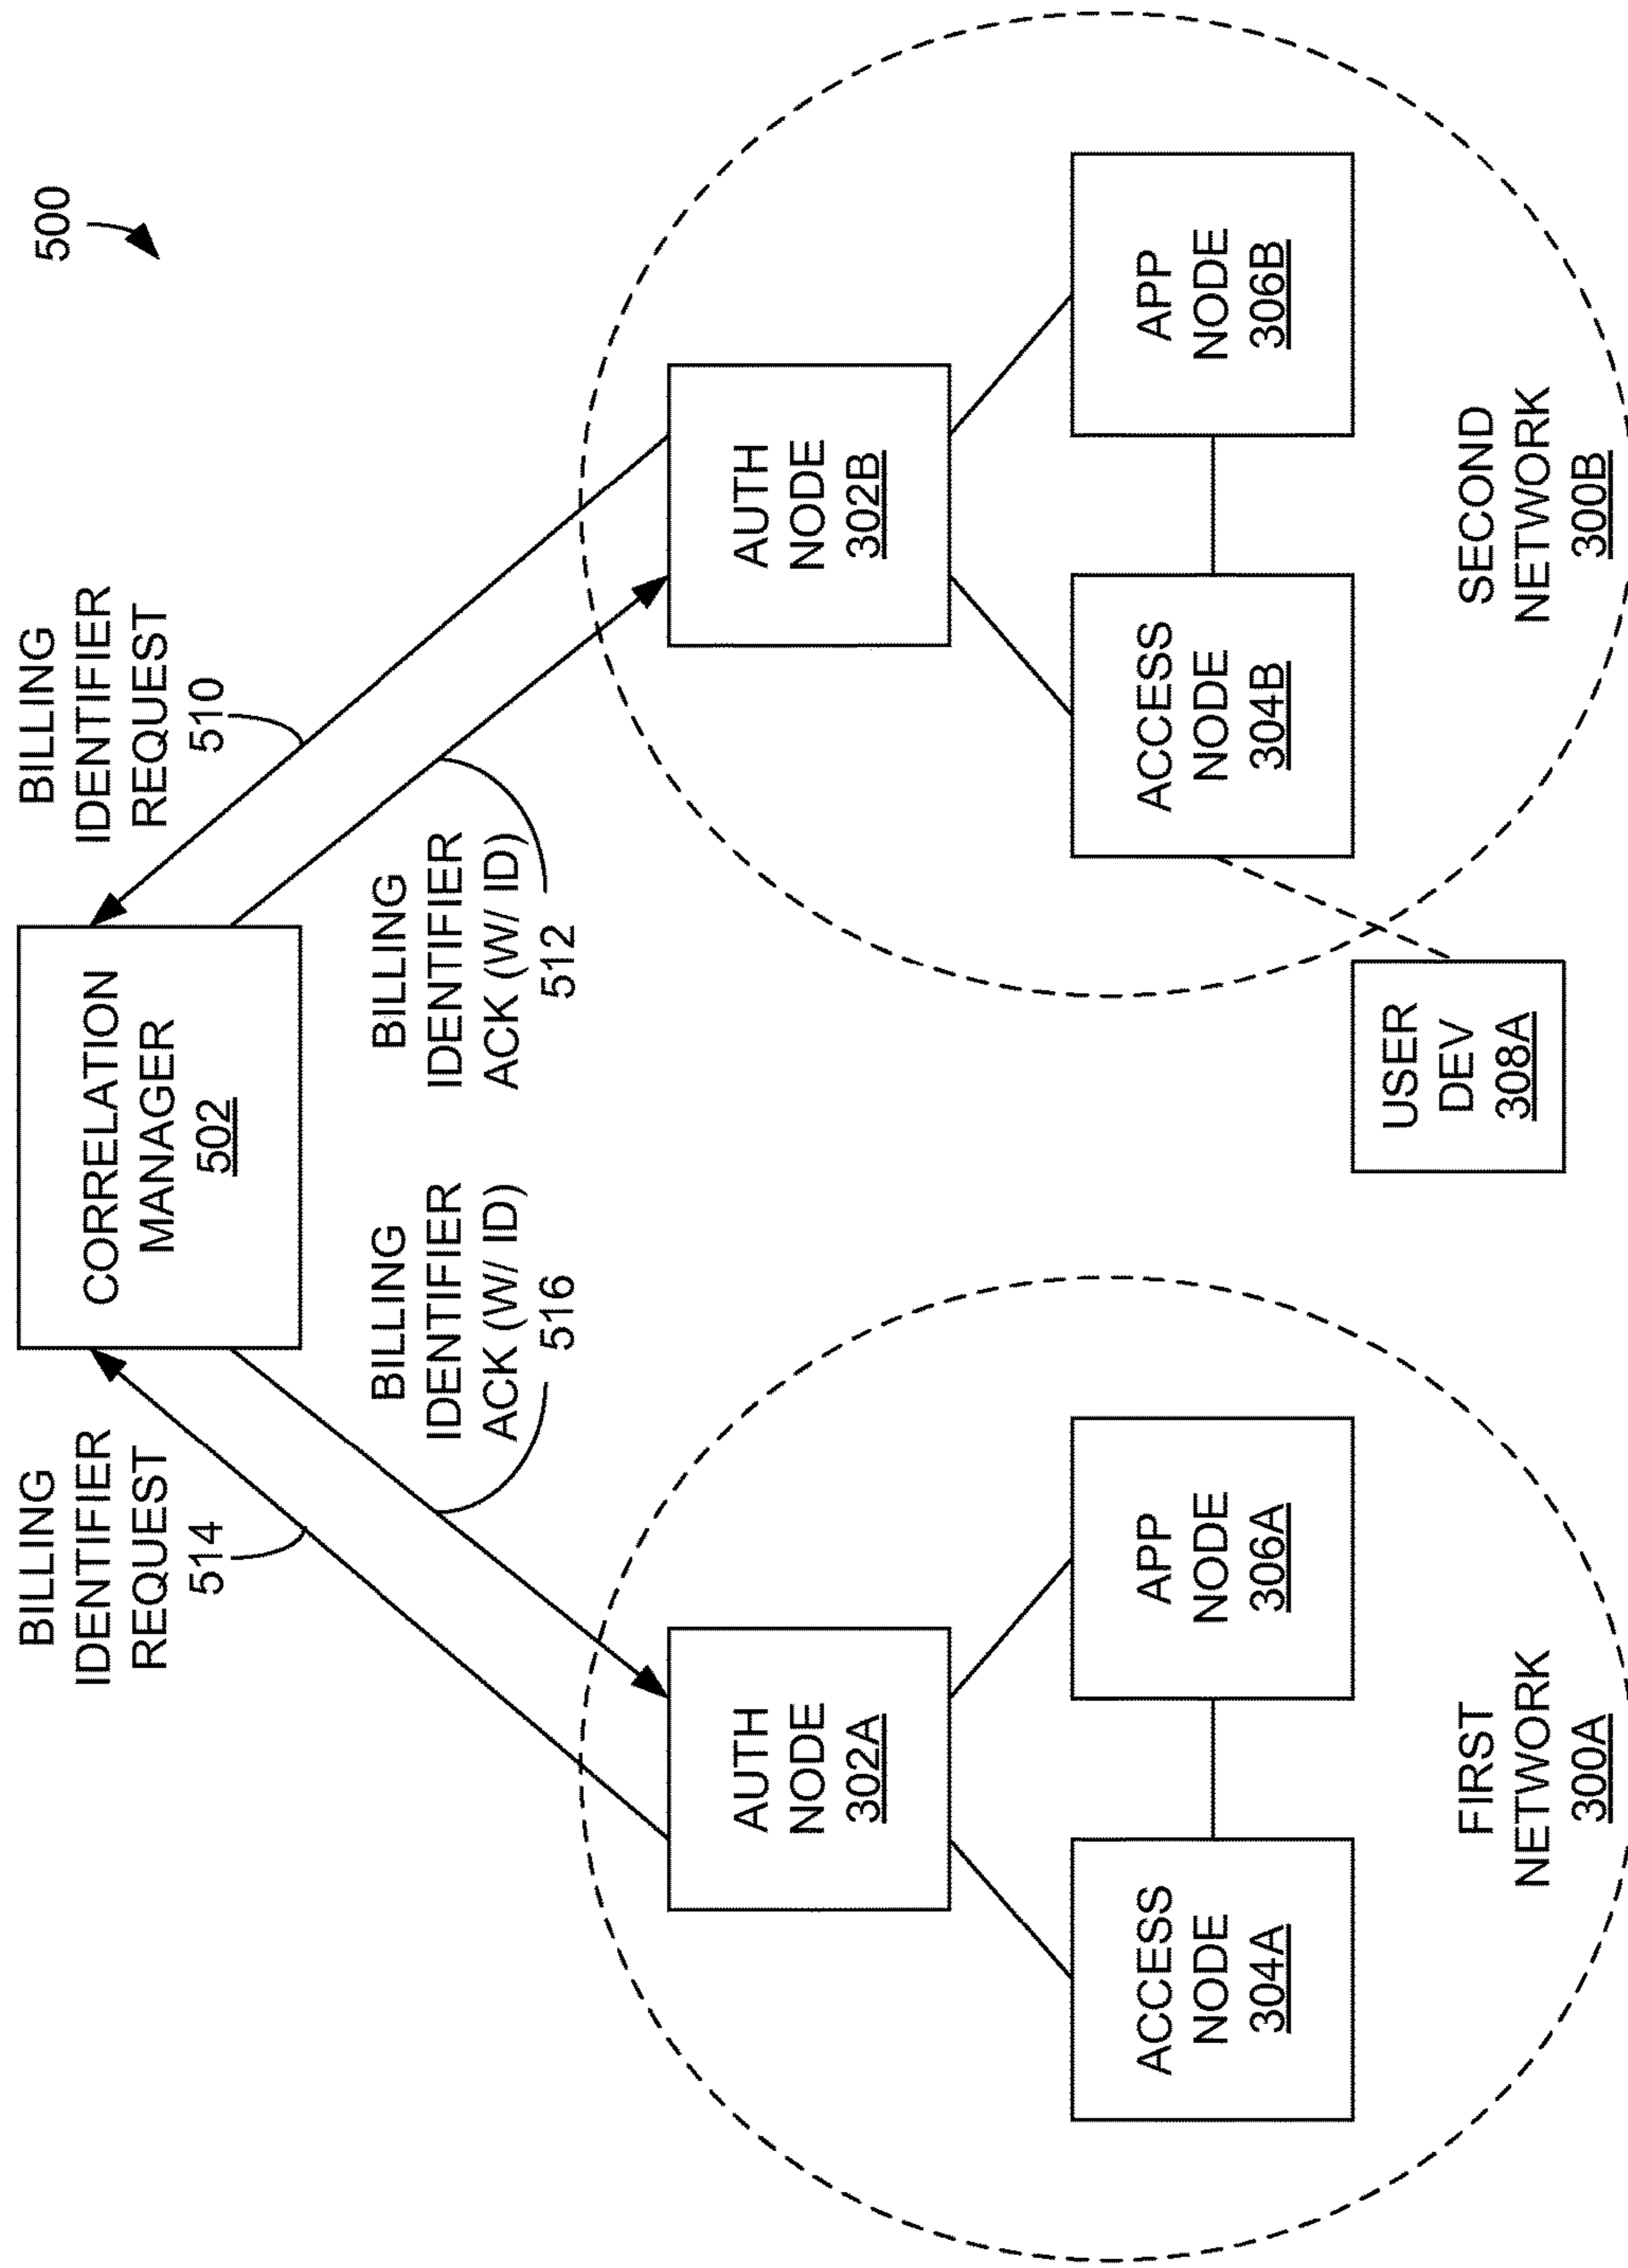 500
CORRELATION
MANAGER
502
BILLING
IDENTIFIER
REQUEST
514
BILLING
IDENTIFIER
ACK (W/ ID)
516
BILLING
IDENTIFIER
ACK (W/ ID)
512
BILLING
IDENTIFIER
REQUEST
510
AUTH
NODE
302A
ACCESS
NODE
304A
APP
NODE
306A
FIRST
NETWORK
300A
USER
DEV
308A
AUTH
NODE
302B
ACCESS
NODE
304B
APP
NODE
306B
SECOND
NETWORK
300B